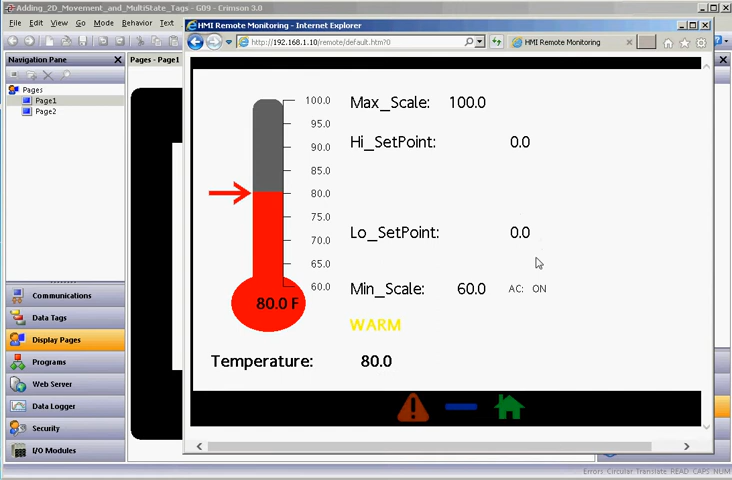 Adding_2D_Movement_and_MultiState_Tags - G09 - Crimson 3.0
File Edit View Go Mode Behavior Text
HMI Remote Monitoring - Internet Explorer
http://192.168.1.10/remote/default.htm?0
HMI Remote Monitoring
Navigation Pane
Pages - Page1
Pages
Page1
Page2
Communications
Data Tags
Display Pages
Programs
Web Server
Data Logger
Security
I/O Modules
100.0
95.0
90.0
85.0
80.0
75.0
70.0
65.0
60.0
80.0 F
Max_Scale: 100.0
Hi_SetPoint: 0.0
Lo_SetPoint: 0.0
Min_Scale: 60.0 AC: ON
WARM
Temperature: 80.0
Errors Circular Translate READ CAPS NUM